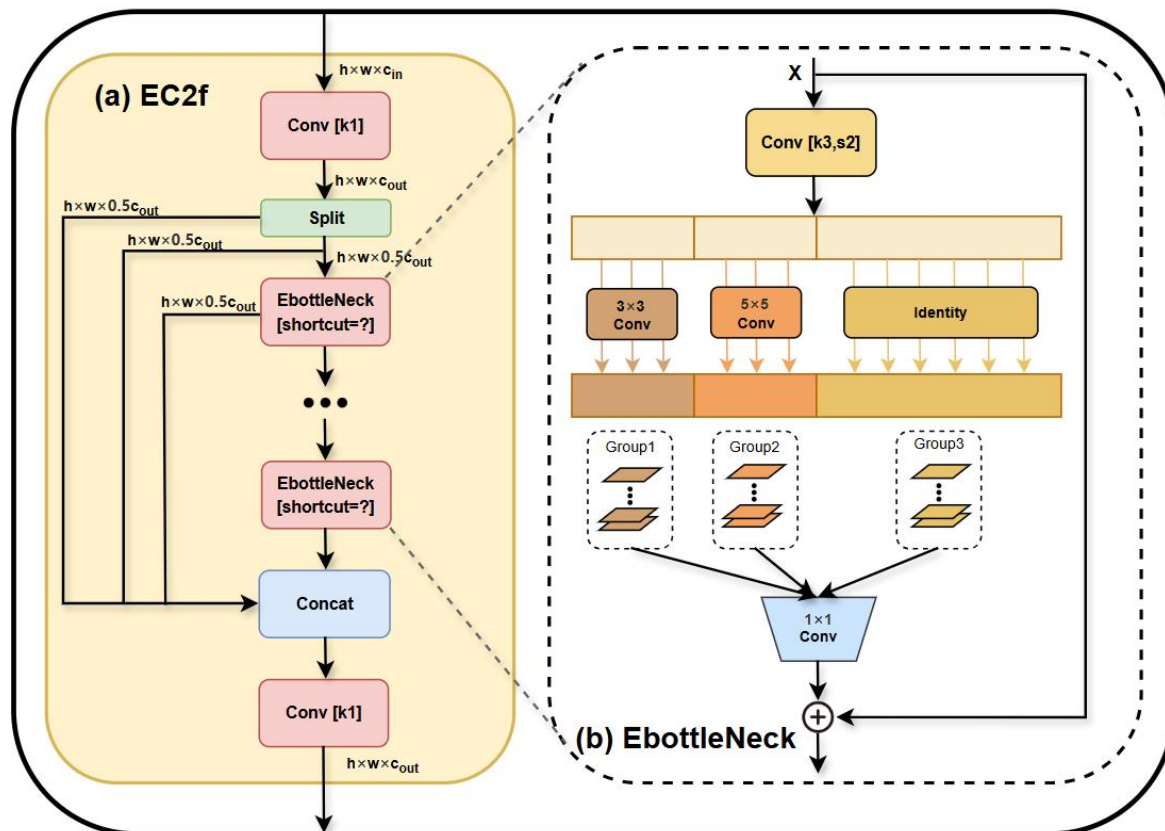 (a) EC2f
h×w×c_in
Conv [k1]
h×w×c_out
h×w×0.5c_out
Split
h×w×0.5c_out
h×w×0.5c_out
h×w×0.5c_out
EbottleNeck
[shortcut=?]
EbottleNeck
[shortcut=?]
Concat
Conv [k1]
h×w×c_out
X
Conv [k3,s2]
3×3
Conv
5×5
Conv
Identity
Group1
Group2
Group3
1×1
Conv
(b) EbottleNeck